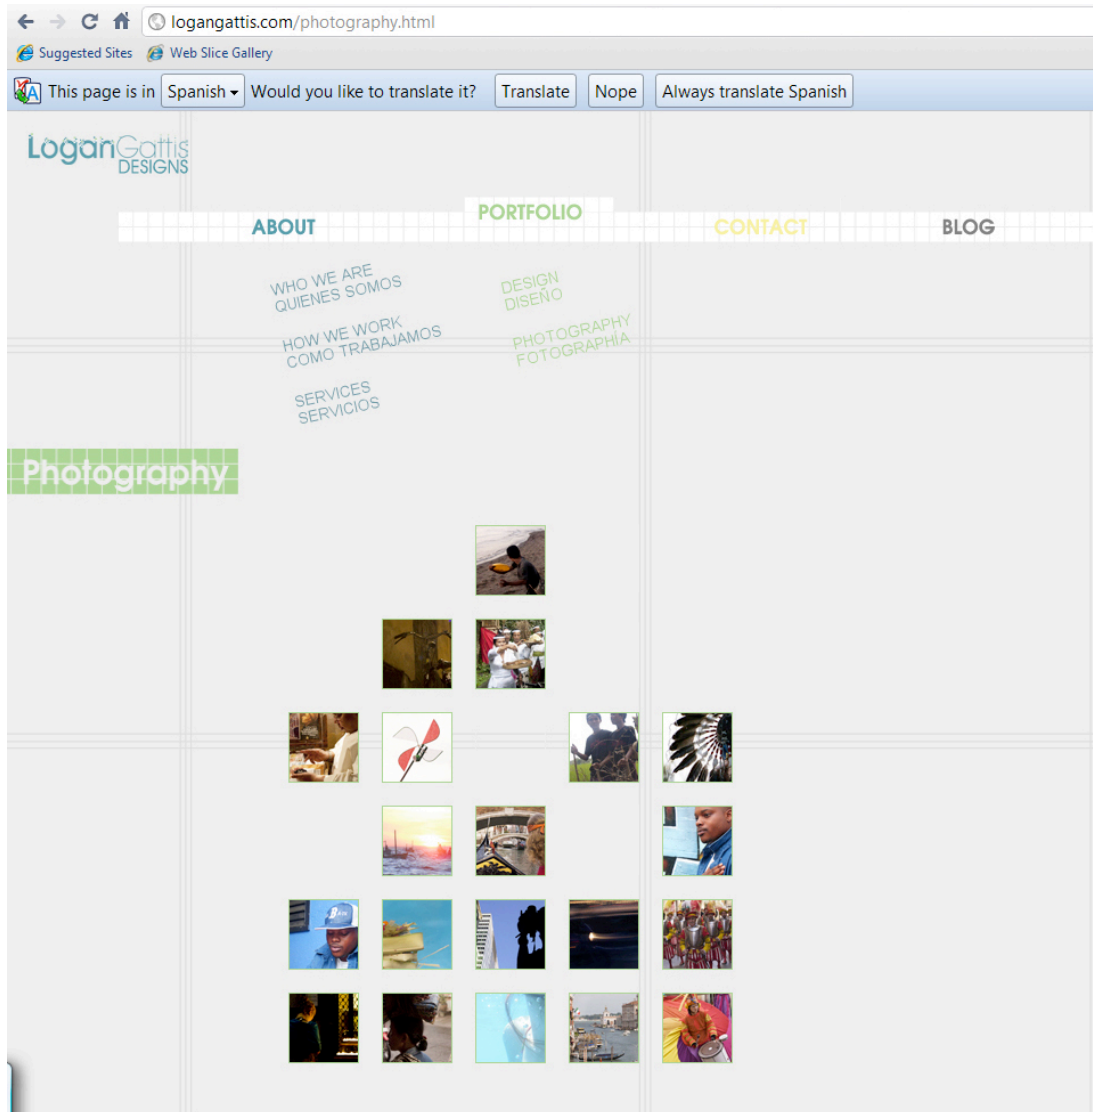 logangattis.com/photography.html
Suggested Sites Web Slice Gallery
This page is in Spanish Would you like to translate it? Translate Nope Always translate Spanish
LoganGattis
DESIGNS
ABOUT PORTFOLIO CONTACT BLOG
WHO WE ARE
QUIENES SOMOS
HOW WE WORK
COMO TRABAJAMOS
SERVICES
SERVICIOS
DESIGN
DISEÑO
PHOTOGRAPHY
FOTOGRAPHÍA
Photography